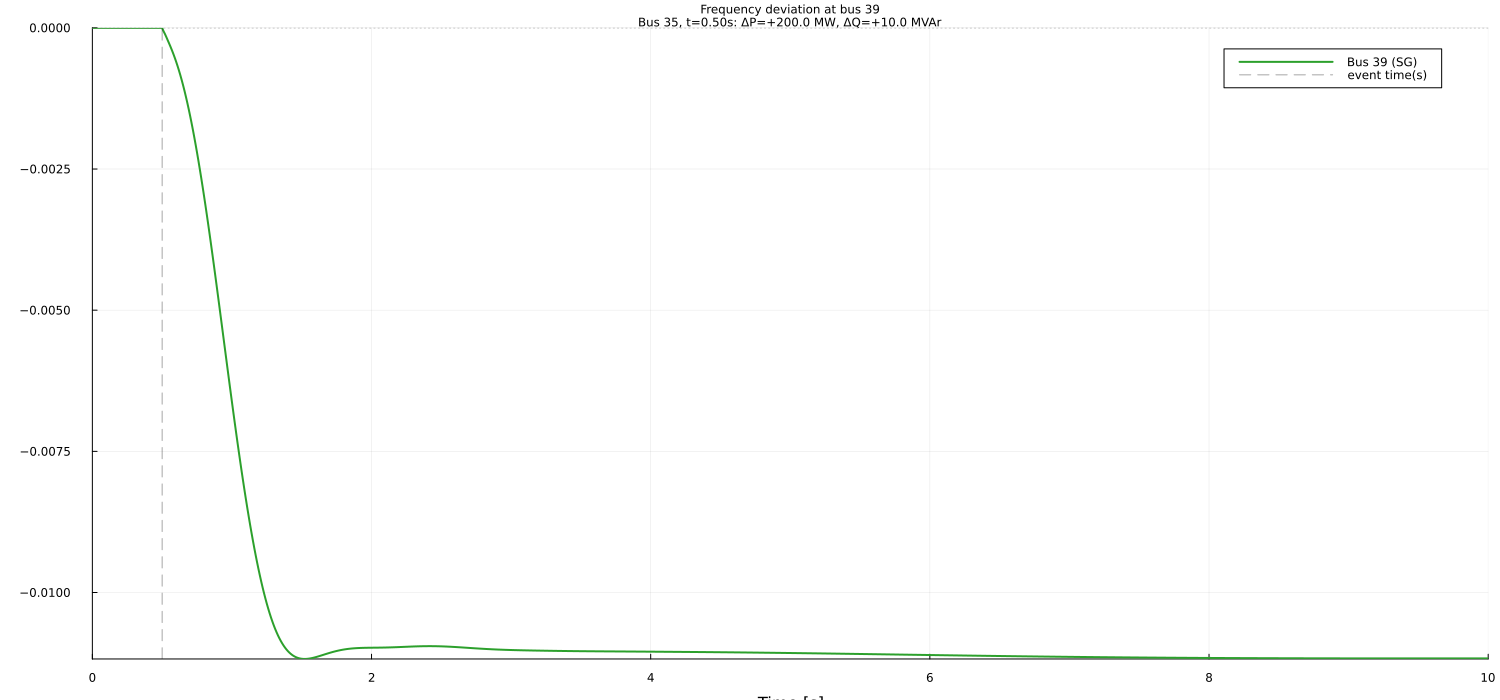 Frequency deviation at bus 39
Bus 35, t=0.50s: ΔP=+200.0 MW, ΔQ=+10.0 MVAr
0.0000
−0.0025
−0.0050
−0.0075
−0.0100
Bus 39 (SG)
event time(s)
0 2 4 6 8 10
Time [s]